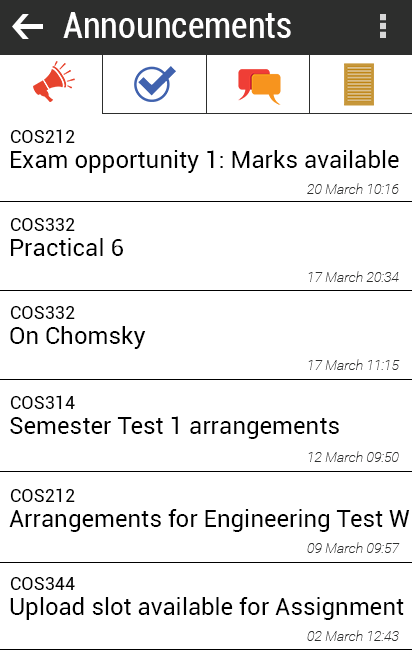 Announcements
COS212
Exam opportunity 1: Marks available
20 March 10:16
COS332
Practical 6
17 March 20:34
COS332
On Chomsky
17 March 11:15
COS314
Semester Test 1 arrangements
12 March 09:50
COS212
Arrangements for Engineering Test W
09 March 09:57
COS344
Upload slot available for Assignment
02 March 12:43